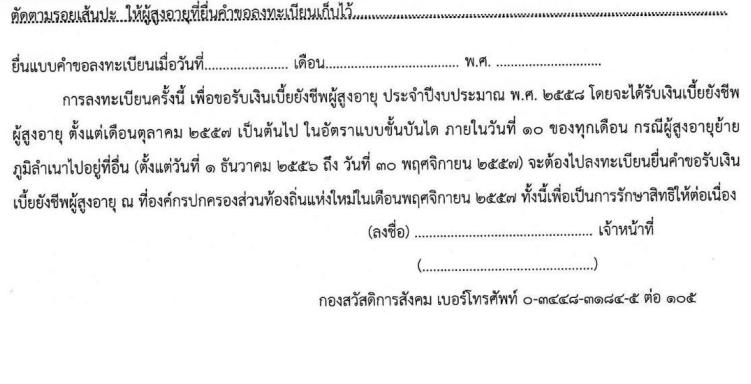 ตัดตามรอยเส้นปะ ให้ผู้สูงอายุที่ยื่นคำขอลงทะเบียนเก็บไว้..........................................................................................
ยื่นแบบคำขอลงทะเบียนเมื่อวันที่....................... เดือน.................................... พ.ศ. .............................
การลงทะเบียนครั้งนี้ เพื่อขอรับเงินเบี้ยยังชีพผู้สูงอายุ ประจำปีงบประมาณ พ.ศ. ๒๕๕๘ โดยจะได้รับเงินเบี้ยยังชีพ
ผู้สูงอายุ ตั้งแต่เดือนตุลาคม ๒๕๕๗ เป็นต้นไป ในอัตราแบบขั้นบันได ภายในวันที่ ๑๐ ของทุกเดือน กรณีผู้สูงอายุย้าย
ภูมิลำเนาไปอยู่ที่อื่น (ตั้งแต่วันที่ ๑ ธันวาคม ๒๕๕๖ ถึง วันที่ ๓๐ พฤศจิกายน ๒๕๕๗) จะต้องไปลงทะเบียนยื่นคำขอรับเงิน
เบี้ยยังชีพผู้สูงอายุ ณ ที่องค์กรปกครองส่วนท้องถิ่นแห่งใหม่ในเดือนพฤศจิกายน ๒๕๕๗ ทั้งนี้เพื่อเป็นการรักษาสิทธิให้ต่อเนื่อง
(ลงชื่อ) ................................................ เจ้าหน้าที่
(...............................................)
กองสวัสดิการสังคม เบอร์โทรศัพท์ ๐-๓๔๔๘-๓๑๘๔-๕ ต่อ ๑๐๕